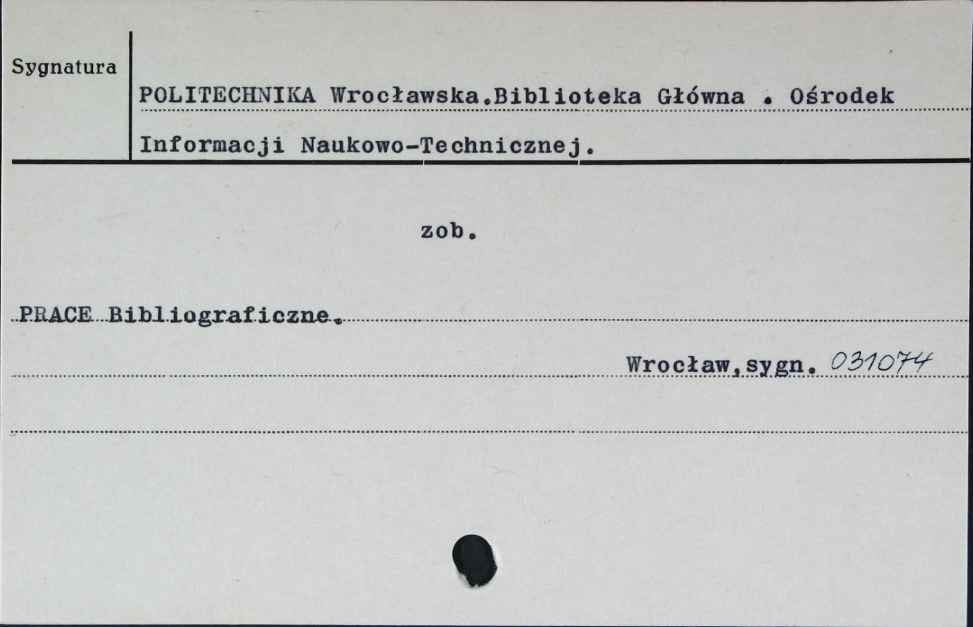 Sygnatura
POLITECHNIKA Wrocławska.Biblioteka Główna . Ośrodek
Informacji Naukowo-Technicznej.
zob.
PRACE Bibliograficzne.
Wrocław,sygn. 031074